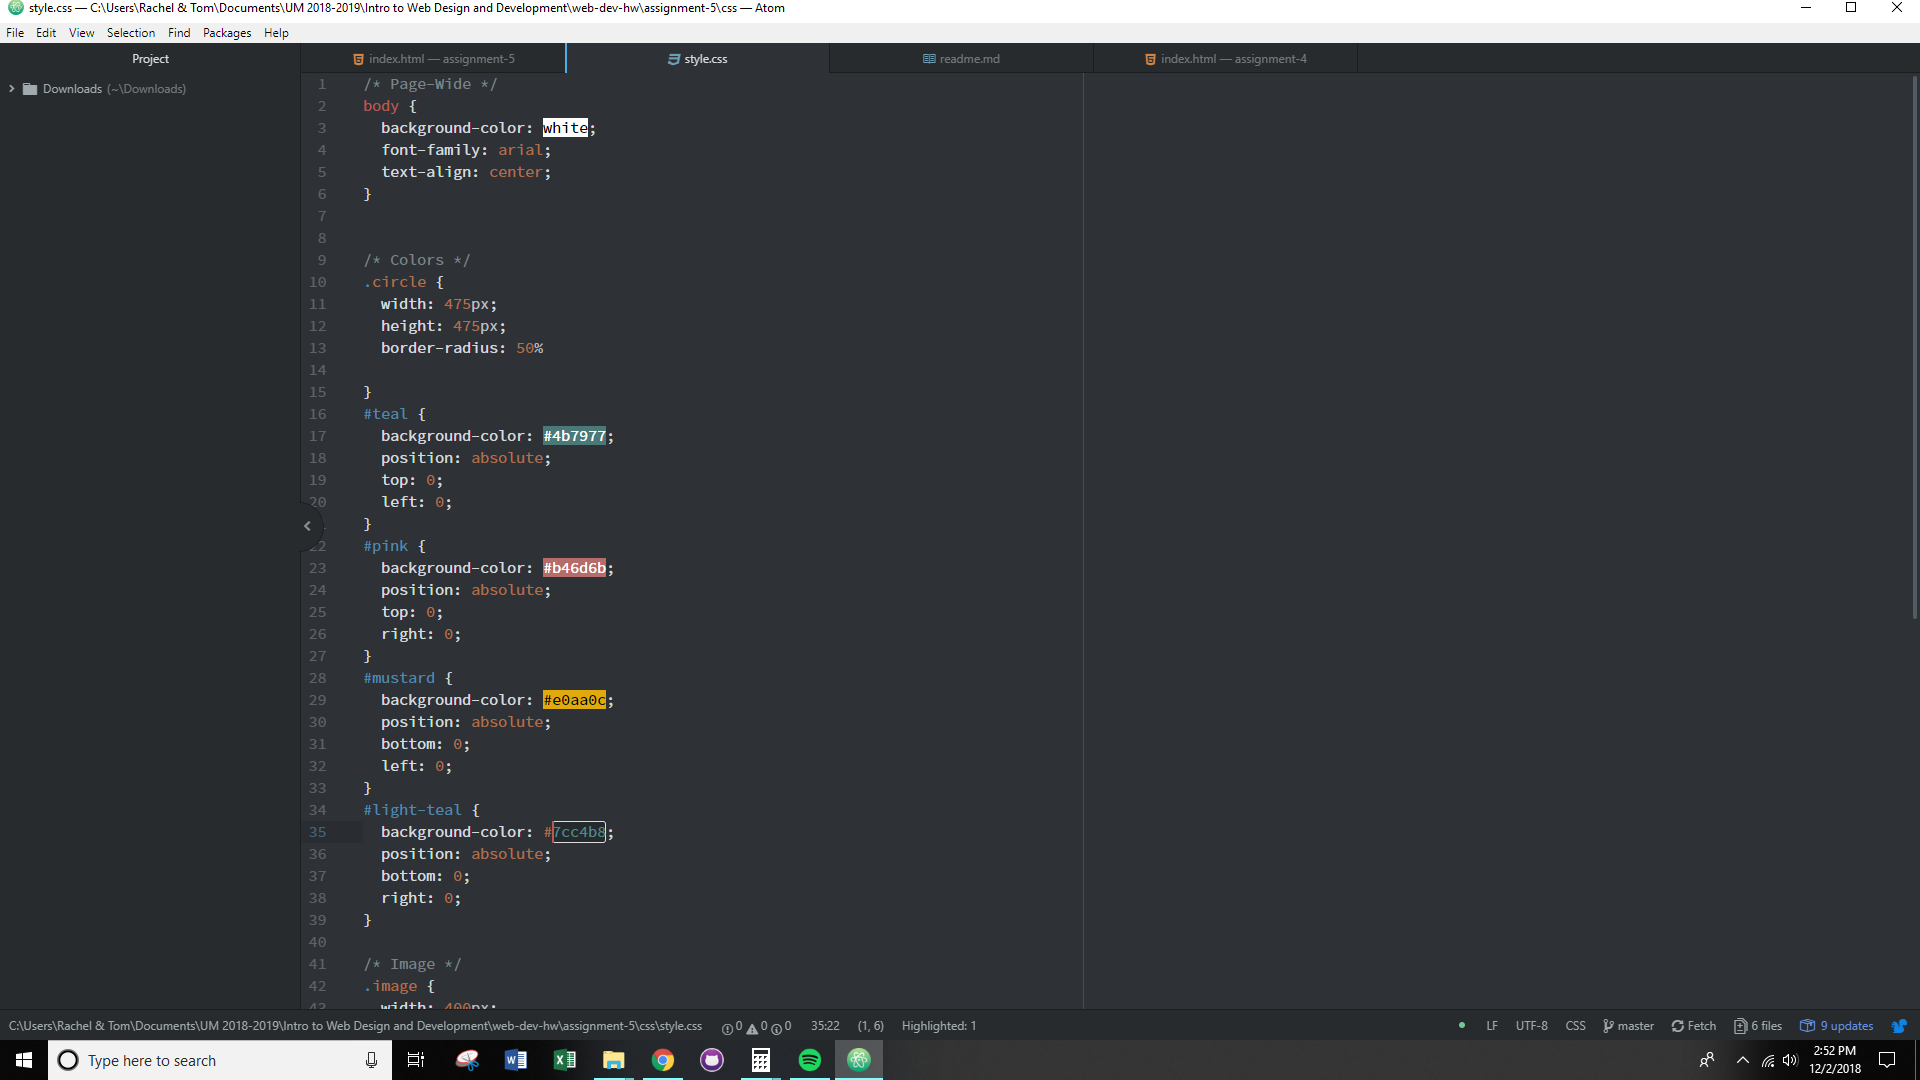 style.css — C:\Users\Rachel & Tom\Documents\UM 2018-2019\Intro to Web Design and Development\web-dev-hw\assignment-5\css — Atom
File Edit View Selection Find Packages Help
Project
index.html — assignment-5
style.css
readme.md
index.html — assignment-4
Downloads (~\Downloads)
1 /* Page-Wide */
2 body {
3 background-color: white;
4 font-family: arial;
5 text-align: center;
6 }
7
8
9 /* Colors */
10 .circle {
11 width: 475px;
12 height: 475px;
13 border-radius: 50%
14
15 }
16 #teal {
17 background-color: #4b7977;
18 position: absolute;
19 top: 0;
20 left: 0;
}
22 #pink {
23 background-color: #b46d6b;
24 position: absolute;
25 top: 0;
26 right: 0;
27 }
28 #mustard {
29 background-color: #e0aa0c;
30 position: absolute;
31 bottom: 0;
32 left: 0;
33 }
34 #light-teal {
35 background-color: #7cc4b8;
36 position: absolute;
37 bottom: 0;
38 right: 0;
39 }
40
41 /* Image */
42 .image {
43 width: 400px;
C:\Users\Rachel & Tom\Documents\UM 2018-2019\Intro to Web Design and Development\web-dev-hw\assignment-5\css\style.css 0 0 0 35:22 (1, 6) Highlighted: 1 LF UTF-8 CSS master Fetch 6 files 9 updates
Type here to search
2:52 PM
12/2/2018